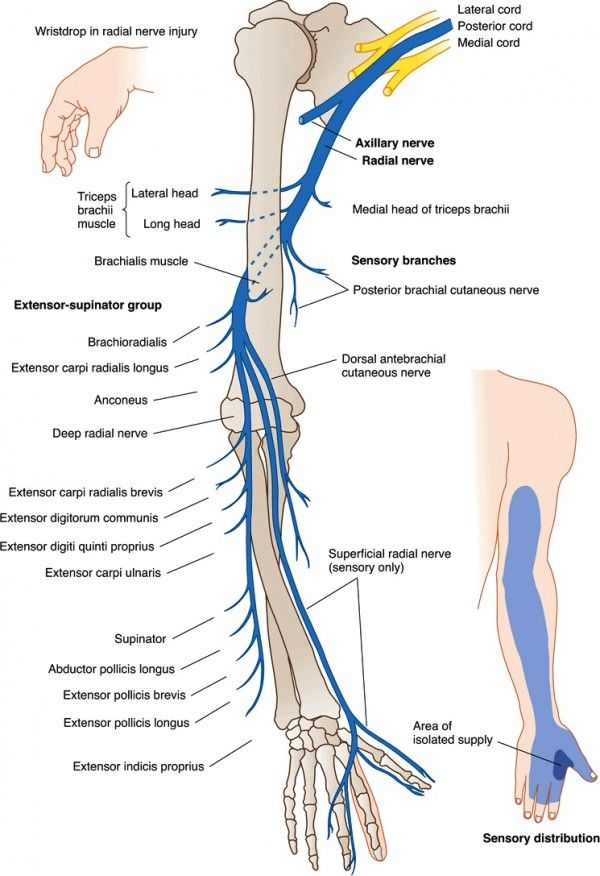 Lateral cord
Posterior cord
Medial cord
Wristdrop in radial nerve injury
Axillary nerve
Radial nerve
Triceps
brachii
muscle
Lateral head
Long head
Medial head of triceps brachii
Brachialis muscle
Sensory branches
Posterior brachial cutaneous nerve
Extensor-supinator group
Brachioradialis
Extensor carpi radialis longus
Dorsal antebrachial
cutaneous nerve
Anconeus
Deep radial nerve
Extensor carpi radialis brevis
Extensor digitorum communis
Extensor digiti quinti proprius
Extensor carpi ulnaris
Superficial radial nerve
(sensory only)
Supinator
Abductor pollicis longus
Extensor pollicis brevis
Extensor pollicis longus
Extensor indicis proprius
Area of
isolated supply
Sensory distribution